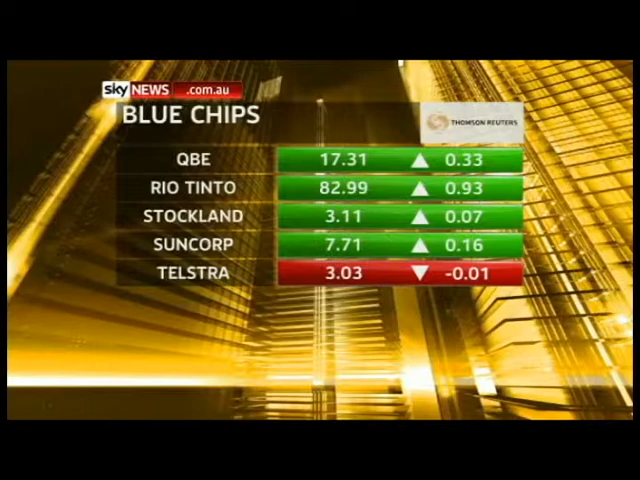 sky NEWS .com.au
BLUE CHIPS
THOMSON REUTERS
QBE 17.31 ▲ 0.33
RIO TINTO 82.99 ▲ 0.93
STOCKLAND 3.11 ▲ 0.07
SUNCORP 7.71 ▲ 0.16
TELSTRA 3.03 ▼ -0.01